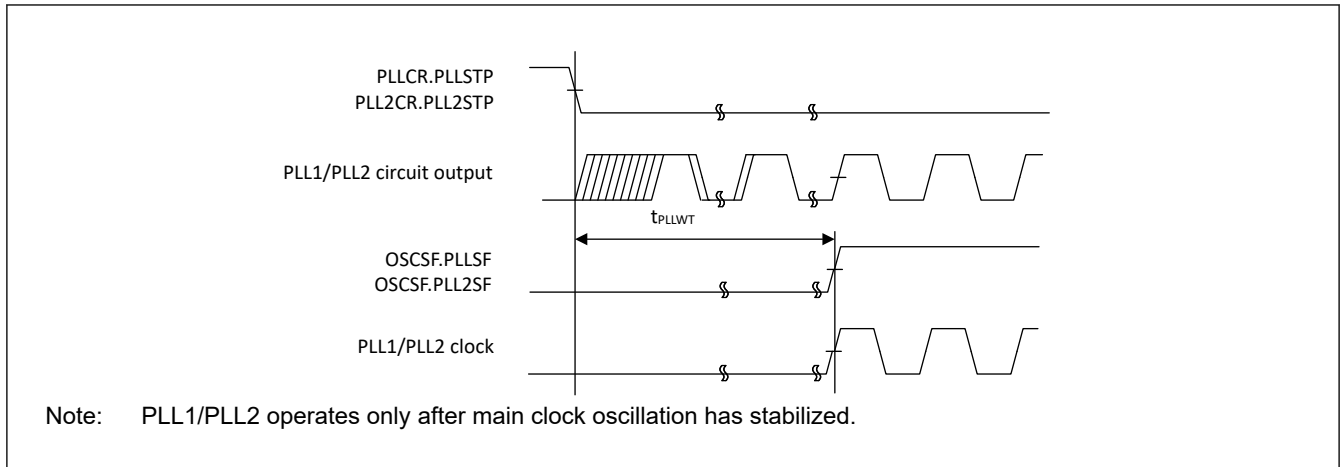 PLLCR.PLLSTP
PLL2CR.PLL2STP
PLL1/PLL2 circuit output
tPLLWT
OSCSF.PLLSF
OSCSF.PLL2SF
PLL1/PLL2 clock
Note: PLL1/PLL2 operates only after main clock oscillation has stabilized.